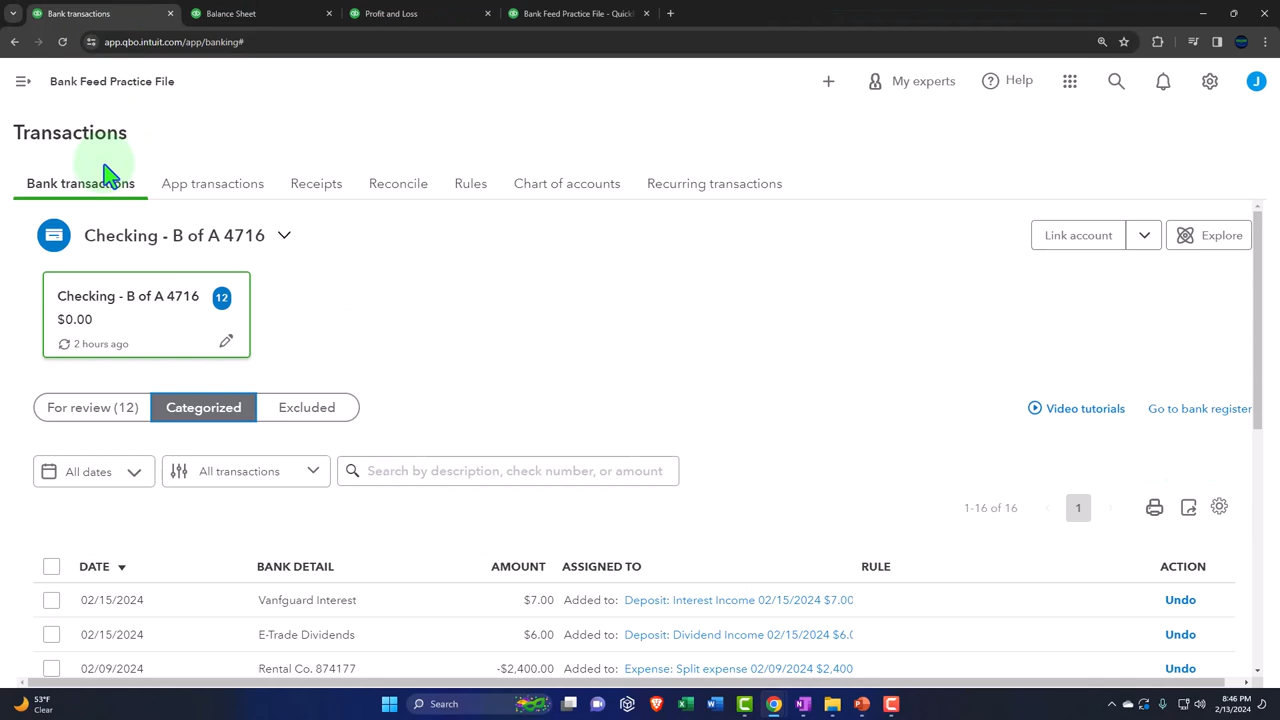 Bank transactions
Balance Sheet
Profit and Loss
Bank Feed Practice File - Quick
app.qbo.intuit.com/app/banking#
Bank Feed Practice File
My experts
Help
J
Transactions
Bank transactions
App transactions
Receipts
Reconcile
Rules
Chart of accounts
Recurring transactions
Checking - B of A 4716
Link account
Explore
Checking - B of A 4716
12
$0.00
2 hours ago
For review (12)
Categorized
Excluded
Video tutorials
Go to bank register
All dates
All transactions
Search by description, check number, or amount
1-16 of 16
1
DATE BANK DETAIL AMOUNT ASSIGNED TO RULE ACTION
02/15/2024 Vanfguard Interest $7.00 Added to: Deposit: Interest Income 02/15/2024 $7.00 Undo
02/15/2024 E-Trade Dividends $6.00 Added to: Deposit: Dividend Income 02/15/2024 $6.0 Undo
02/09/2024 Rental Co. 874177 -$2,400.00 Added to: Expense: Split expense 02/09/2024 $2,400 Undo
53°F
Clear
Search
8:46 PM
2/13/2024